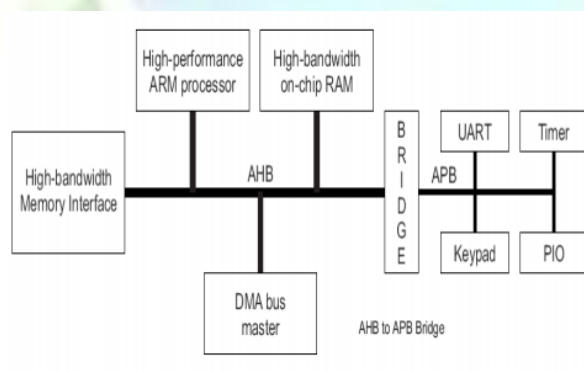 High-performance
ARM processor
High-bandwidth
on-chip RAM
High-bandwidth
Memory Interface
AHB
B
R
I
D
G
E
APB
UART
Timer
Keypad
PIO
DMA bus
master
AHB to APB Bridge